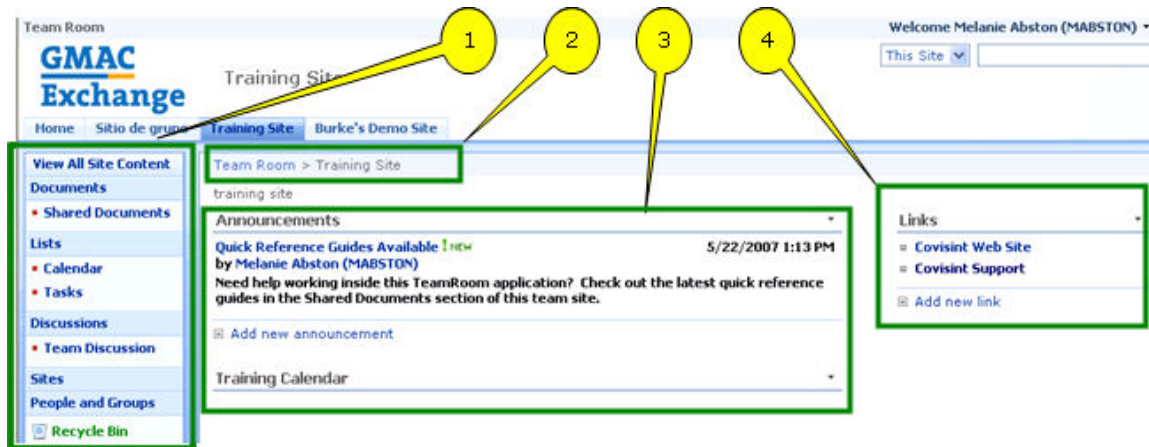 Team Room
Welcome Melanie Abston (MABSTON)
1
2
3
4
GMAC
Exchange
Training Site
This Site
Home
Sitio de grupo
Training Site
Burke's Demo Site
View All Site Content
Documents
Shared Documents
Lists
Calendar
Tasks
Discussions
Team Discussion
Sites
People and Groups
Recycle Bin
Team Room > Training Site
training site
Announcements
Quick Reference Guides Available ! NEW
5/22/2007 1:13 PM
by Melanie Abston (MABSTON)
Need help working inside this TeamRoom application? Check out the latest quick reference
guides in the Shared Documents section of this team site.
Add new announcement
Training Calendar
Links
Covisint Web Site
Covisint Support
Add new link